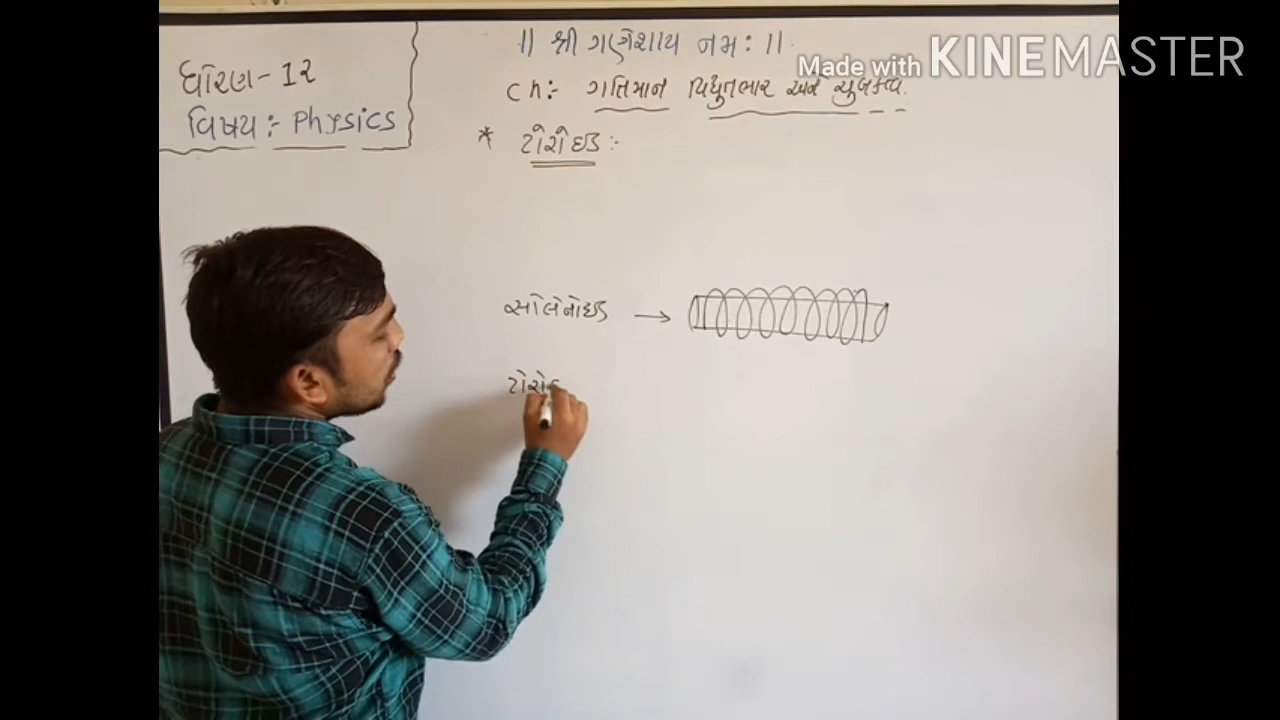 Made with KINEMASTER
ધોરણ - 12
વિષય : Physics
॥ શ્રી ગણેશાય નમ: ॥
ch :- ગતિમાન વિદ્યુતભાર અને ચુંબકત્વ.
* ટોરોઇડ :-
સોલેનોઇડ →
ટોરો